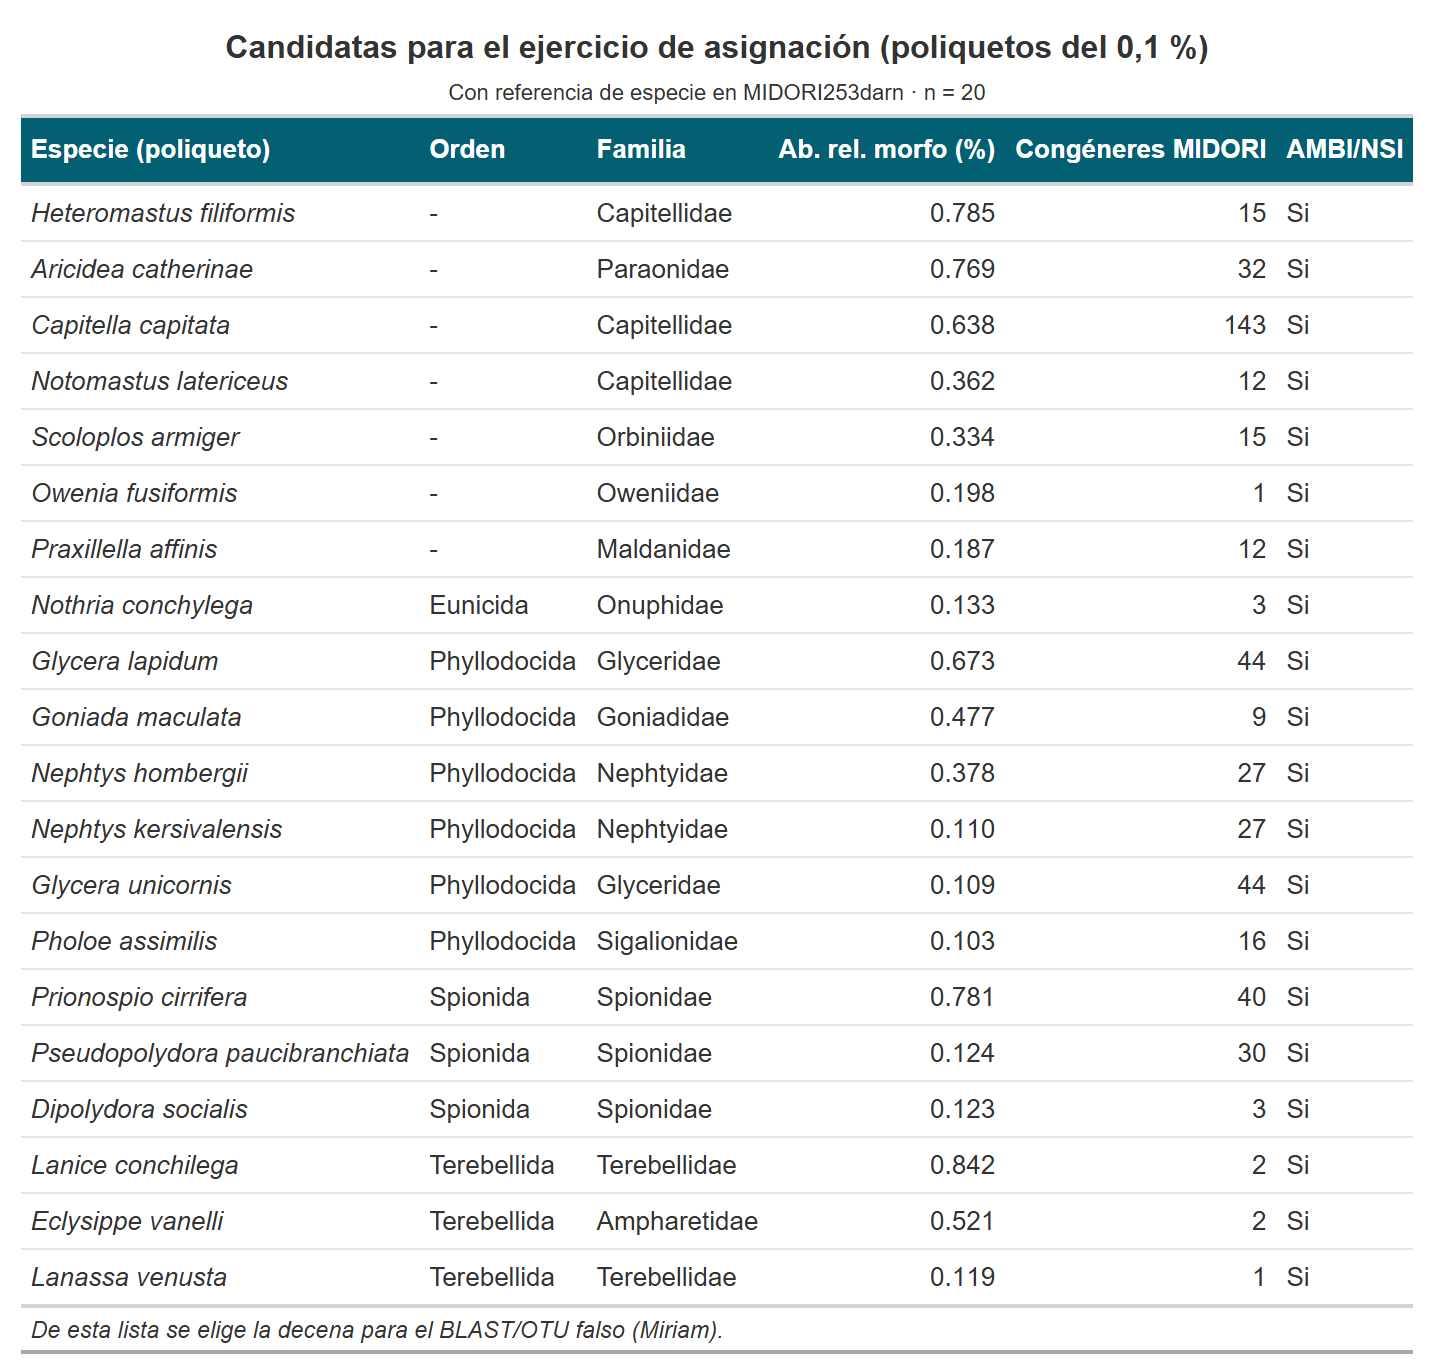 Candidatas para el ejercicio de asignación (poliquetos del 0,1 %)
Con referencia de especie en MIDORI253darn · n = 20
Especie (poliqueto) Orden Familia Ab. rel. morfo (%) Congéneres MIDORI AMBI/NSI
Heteromastus filiformis - Capitellidae 0.785 15 Si
Aricidea catherinae - Paraonidae 0.769 32 Si
Capitella capitata - Capitellidae 0.638 143 Si
Notomastus latericeus - Capitellidae 0.362 12 Si
Scoloplos armiger - Orbiniidae 0.334 15 Si
Owenia fusiformis - Oweniidae 0.198 1 Si
Praxillella affinis - Maldanidae 0.187 12 Si
Nothria conchylega Eunicida Onuphidae 0.133 3 Si
Glycera lapidum Phyllodocida Glyceridae 0.673 44 Si
Goniada maculata Phyllodocida Goniadidae 0.477 9 Si
Nephtys hombergii Phyllodocida Nephtyidae 0.378 27 Si
Nephtys kersivalensis Phyllodocida Nephtyidae 0.110 27 Si
Glycera unicornis Phyllodocida Glyceridae 0.109 44 Si
Pholoe assimilis Phyllodocida Sigalionidae 0.103 16 Si
Prionospio cirrifera Spionida Spionidae 0.781 40 Si
Pseudopolydora paucibranchiata Spionida Spionidae 0.124 30 Si
Dipolydora socialis Spionida Spionidae 0.123 3 Si
Lanice conchilega Terebellida Terebellidae 0.842 2 Si
Eclysippe vanelli Terebellida Ampharetidae 0.521 2 Si
Lanassa venusta Terebellida Terebellidae 0.119 1 Si
De esta lista se elige la decena para el BLAST/OTU falso (Miriam).